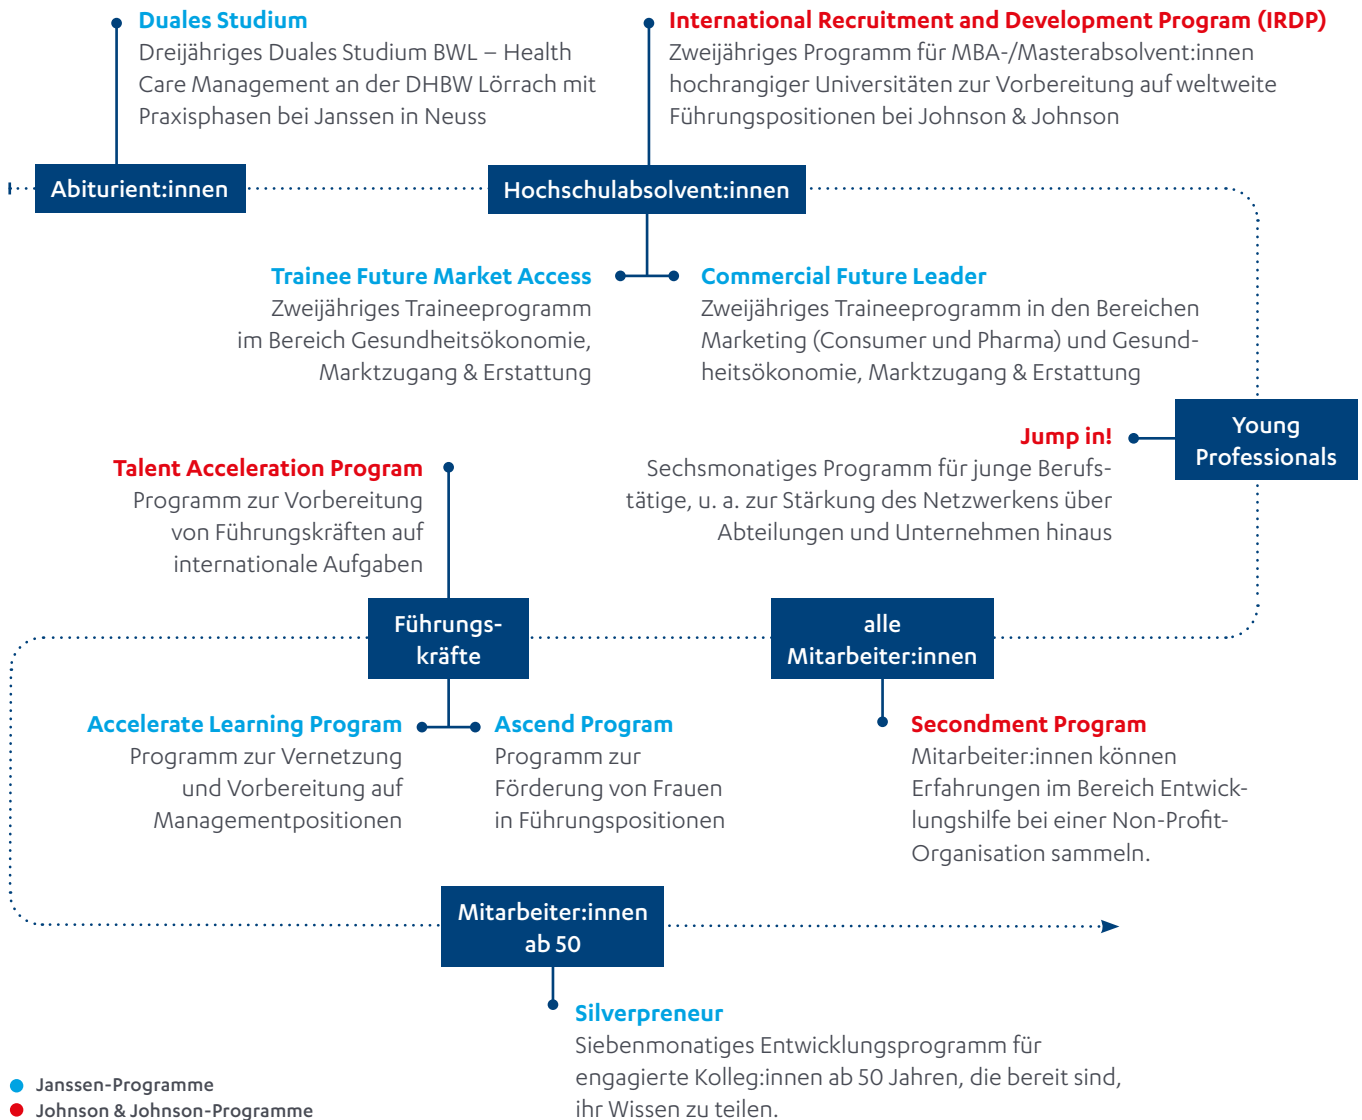 Duales Studium
Dreijähriges Duales Studium BWL – Health
Care Management an der DHBW Lörrach mit
Praxisphasen bei Janssen in Neuss
International Recruitment and Development Program (IRDP)
Zweijähriges Programm für MBA-/Masterabsolvent:innen
hochrangiger Universitäten zur Vorbereitung auf weltweite
Führungspositionen bei Johnson & Johnson
Abiturient:innen
Hochschulabsolvent:innen
Trainee Future Market Access
Zweijähriges Traineeprogramm
im Bereich Gesundheitsökonomie,
Marktzugang & Erstattung
Commercial Future Leader
Zweijähriges Traineeprogramm in den Bereichen
Marketing (Consumer und Pharma) und Gesund-
heitsökonomie, Marktzugang & Erstattung
Young
Professionals
Jump in!
Sechsmonatiges Programm für junge Berufs-
tätige, u. a. zur Stärkung des Netzwerkens über
Abteilungen und Unternehmen hinaus
Talent Acceleration Program
Programm zur Vorbereitung
von Führungskräften auf
internationale Aufgaben
Führungs-
kräfte
alle
Mitarbeiter:innen
Accelerate Learning Program
Programm zur Vernetzung
und Vorbereitung auf
Managementpositionen
Ascend Program
Programm zur
Förderung von Frauen
in Führungspositionen
Secondment Program
Mitarbeiter:innen können
Erfahrungen im Bereich Entwick-
lungshilfe bei einer Non-Profit-
Organisation sammeln.
Mitarbeiter:innen
ab 50
Silverpreneur
Siebenmonatiges Entwicklungsprogramm für
engagierte Kolleg:innen ab 50 Jahren, die bereit sind,
ihr Wissen zu teilen.
Janssen-Programme
Johnson & Johnson-Programme